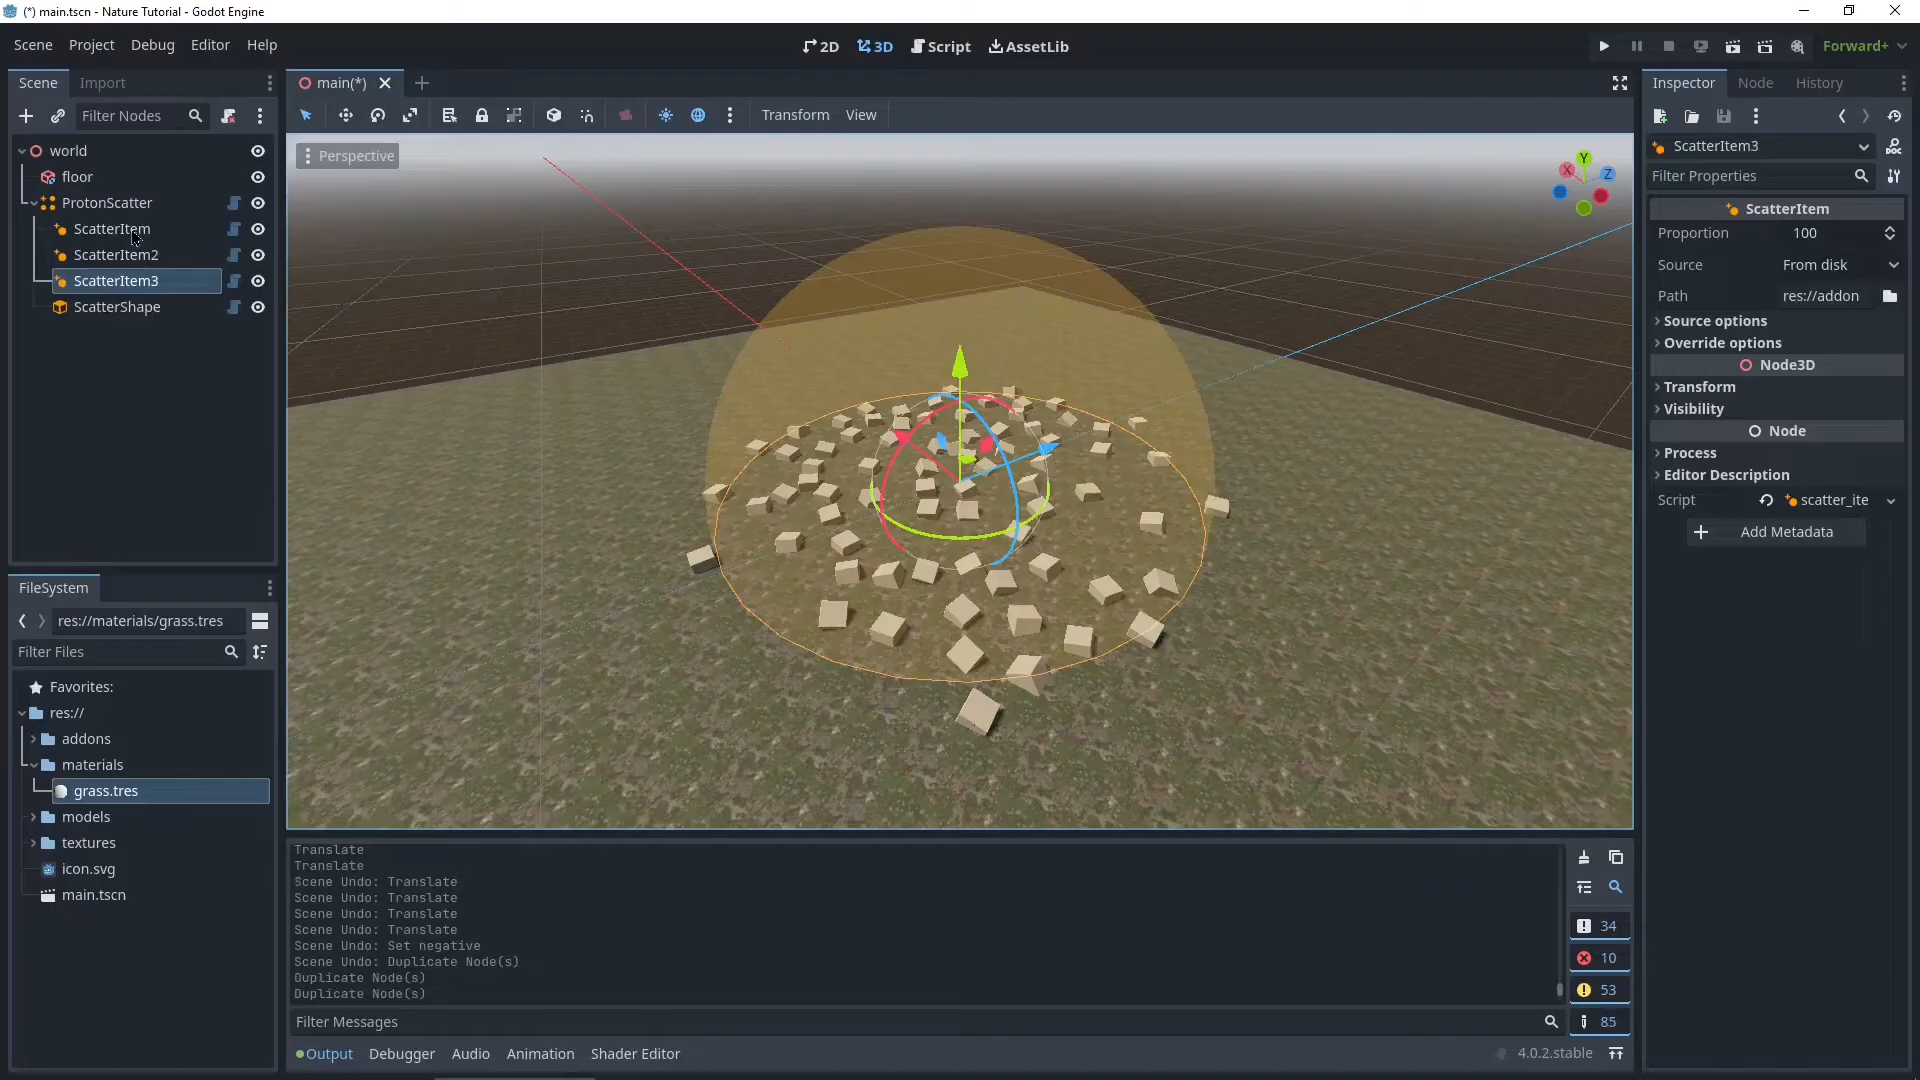 (*) main.tscn - Nature Tutorial - Godot Engine
Scene Project Debug Editor Help
2D 3D Script AssetLib
Forward+
Scene Import
Filter Nodes
world
floor
ProtonScatter
ScatterItem
ScatterItem2
ScatterItem3
ScatterShape
FileSystem
res://materials/grass.tres
Filter Files
Favorites:
res://
addons
materials
grass.tres
models
textures
icon.svg
main.tscn
main(*)
Transform View
Perspective
Y
X
Z
Translate
Translate
Scene Undo: Translate
Scene Undo: Translate
Scene Undo: Translate
Scene Undo: Translate
Scene Undo: Set negative
Scene Undo: Duplicate Node(s)
Duplicate Node(s)
Duplicate Node(s)
34
10
53
85
Filter Messages
Output Debugger Audio Animation Shader Editor
4.0.2.stable
Inspector Node History
ScatterItem3
Filter Properties
ScatterItem
Proportion 100
Source From disk
Path res://addon
Source options
Override options
Node3D
Transform
Visibility
Node
Process
Editor Description
Script scatter_ite
Add Metadata